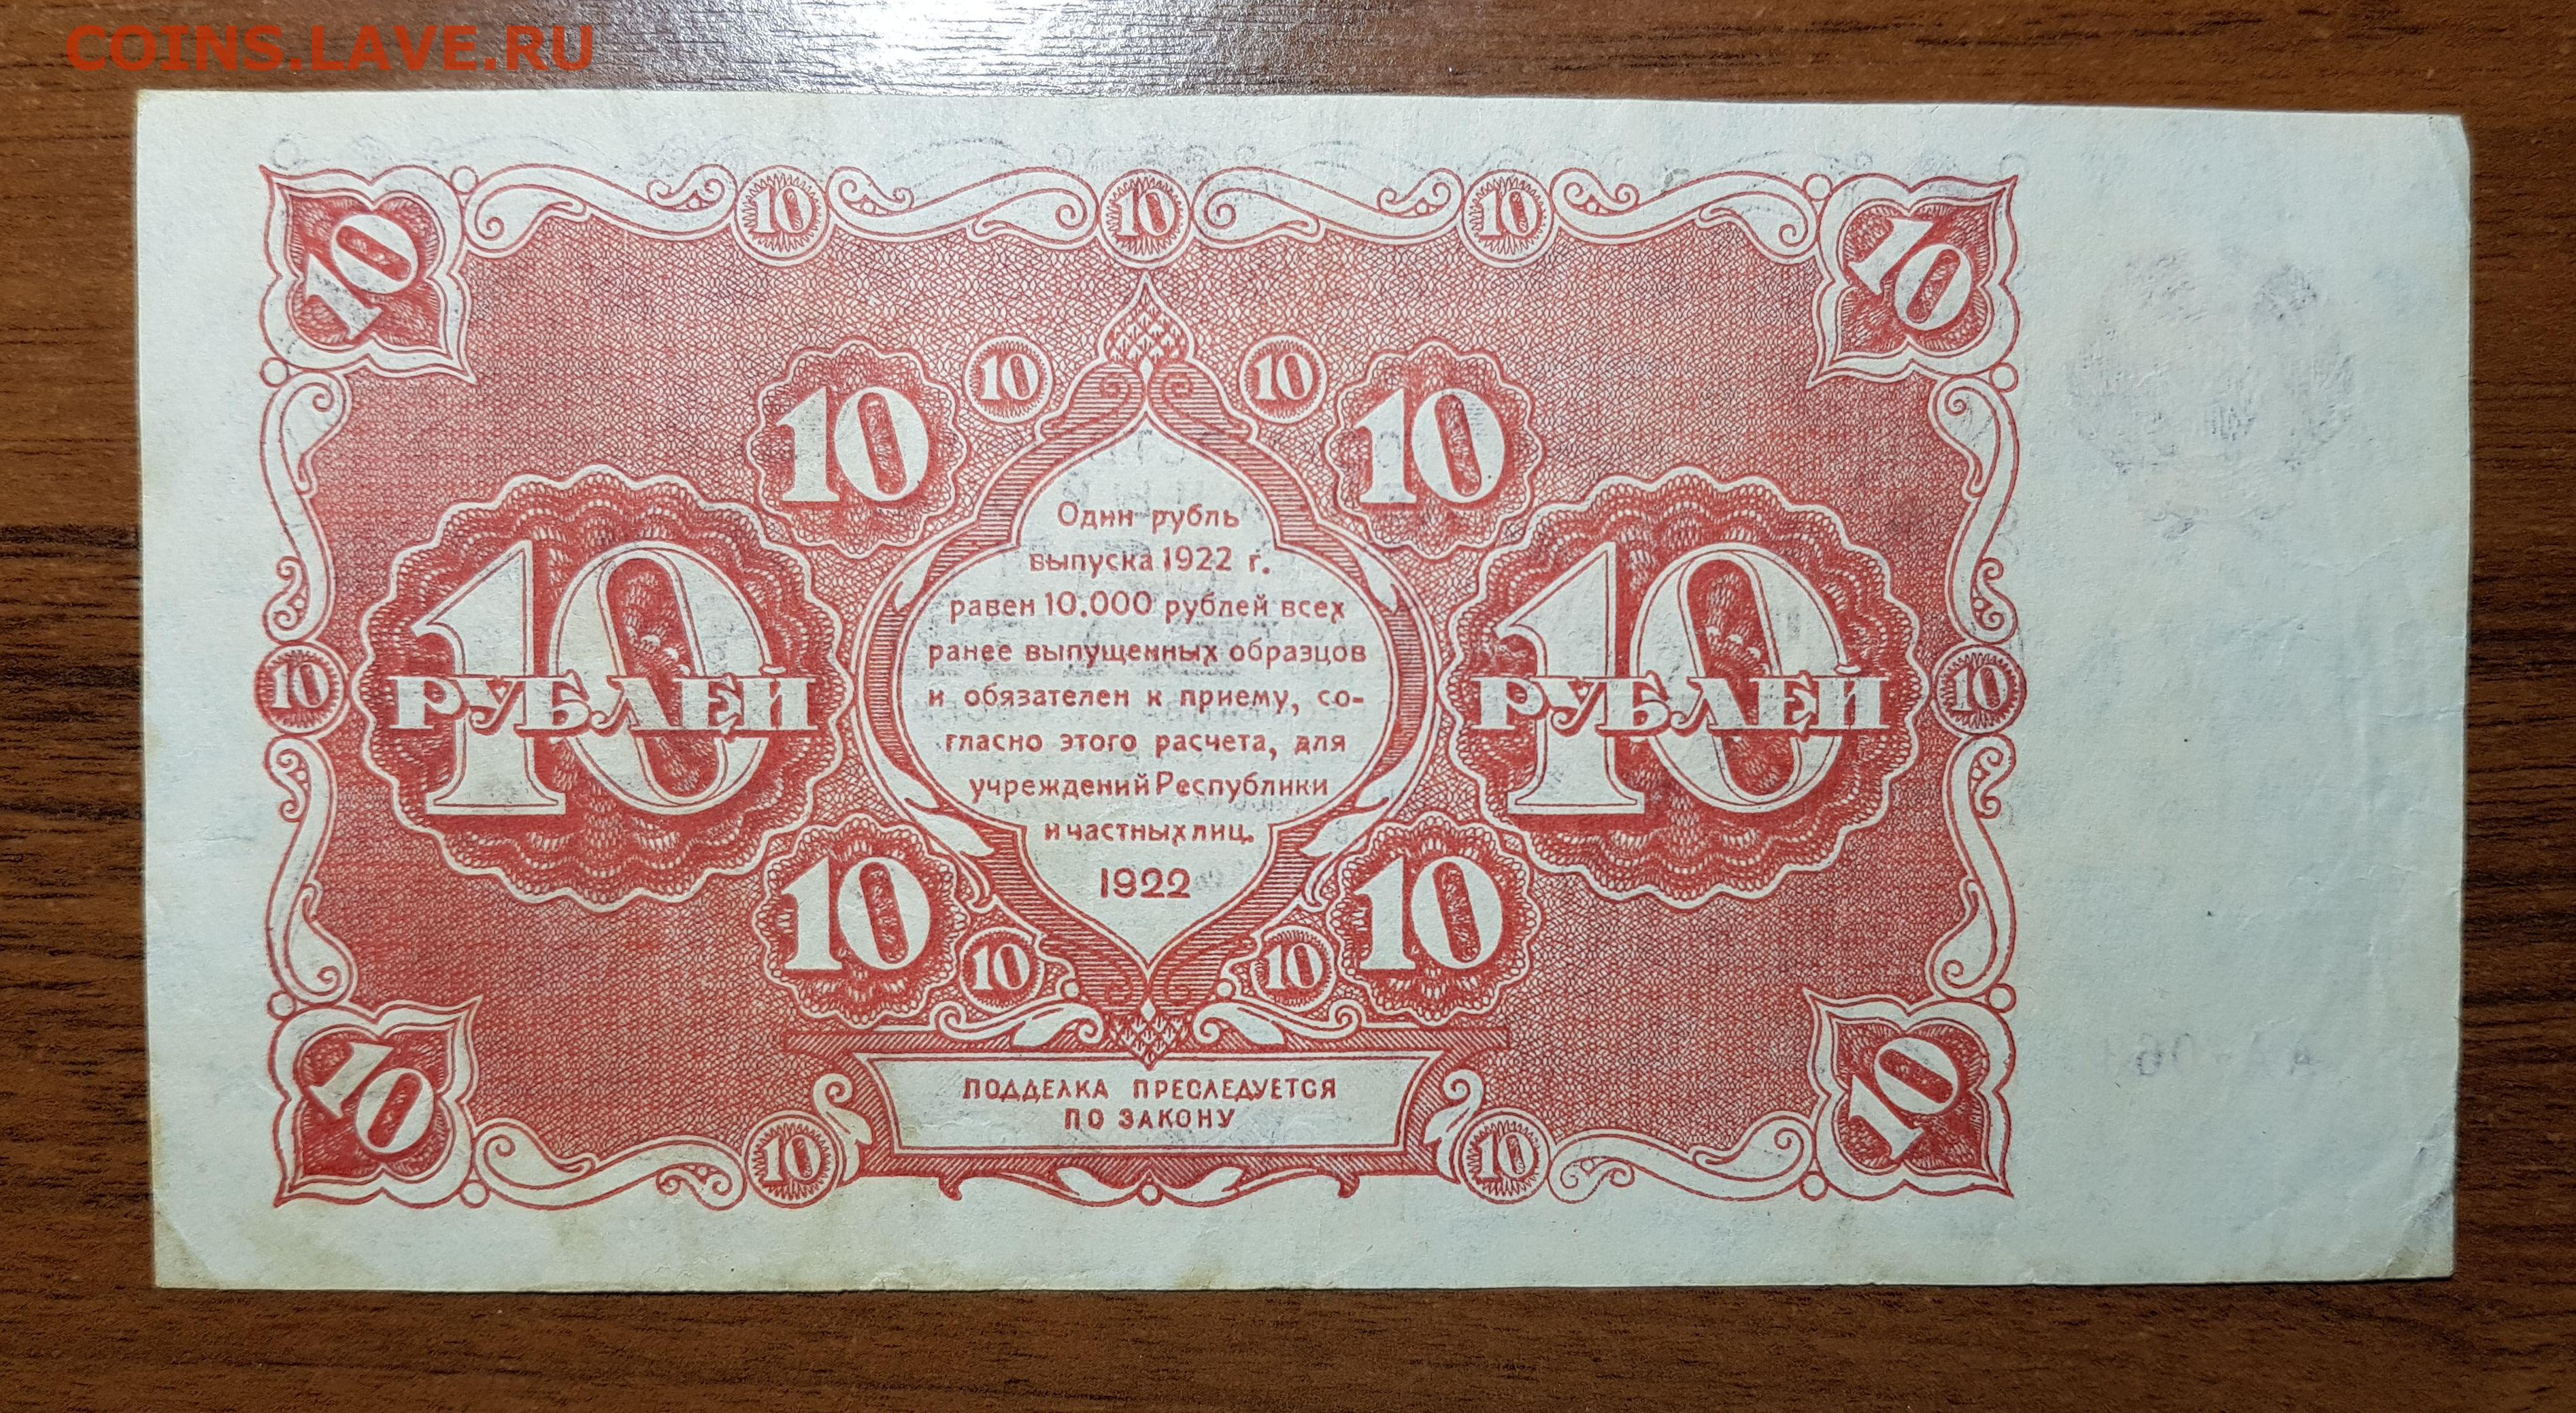 COINS.LAVE.RU
10 10 10 10 10
10 10 10 10
Один рубль
выпуска 1922 г.
равен 10.000 рублей всех
ранее выпущенных образцов
и обязателен к приему, со-
гласно этого расчета, для
учреждений Республики
и частных лиц.
1922
10 10 РУБЛЕЙ 10 РУБЛЕЙ 10
10 10 10 10
ПОДДЕЛКА ПРЕСЛЕДУЕТСЯ
ПО ЗАКОНУ
10 10 10 10